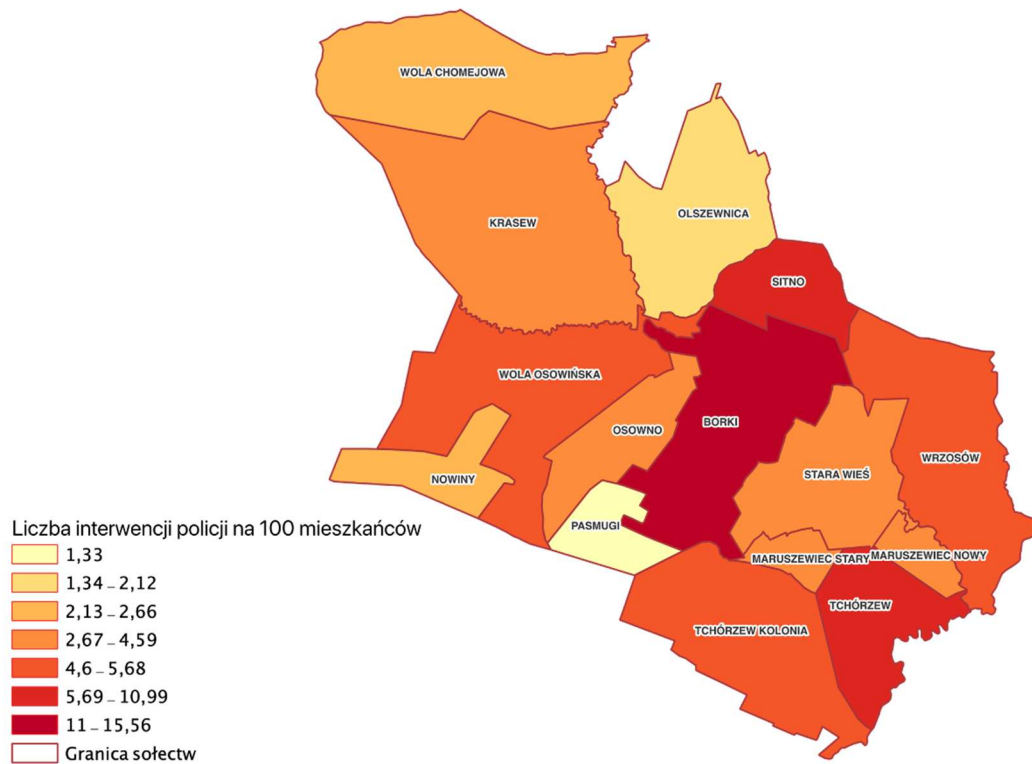 WOLA CHOMEJOWA
OLSZEWNICA
KRASEW
SITNO
WOLA OSOWIŃSKA
BORKI
OSOWNO
WRZOSÓW
STARA WIEŚ
NOWINY
PASMUGI
MARUSZEWIEC STARY
MARUSZEWIEC NOWY
TCHÓRZEW
TCHÓRZEW KOLONIA
Liczba interwencji policji na 100 mieszkańców
1,33
1,34 – 2,12
2,13 – 2,66
2,67 – 4,59
4,6 – 5,68
5,69 – 10,99
11 – 15,56
Granica sołectw